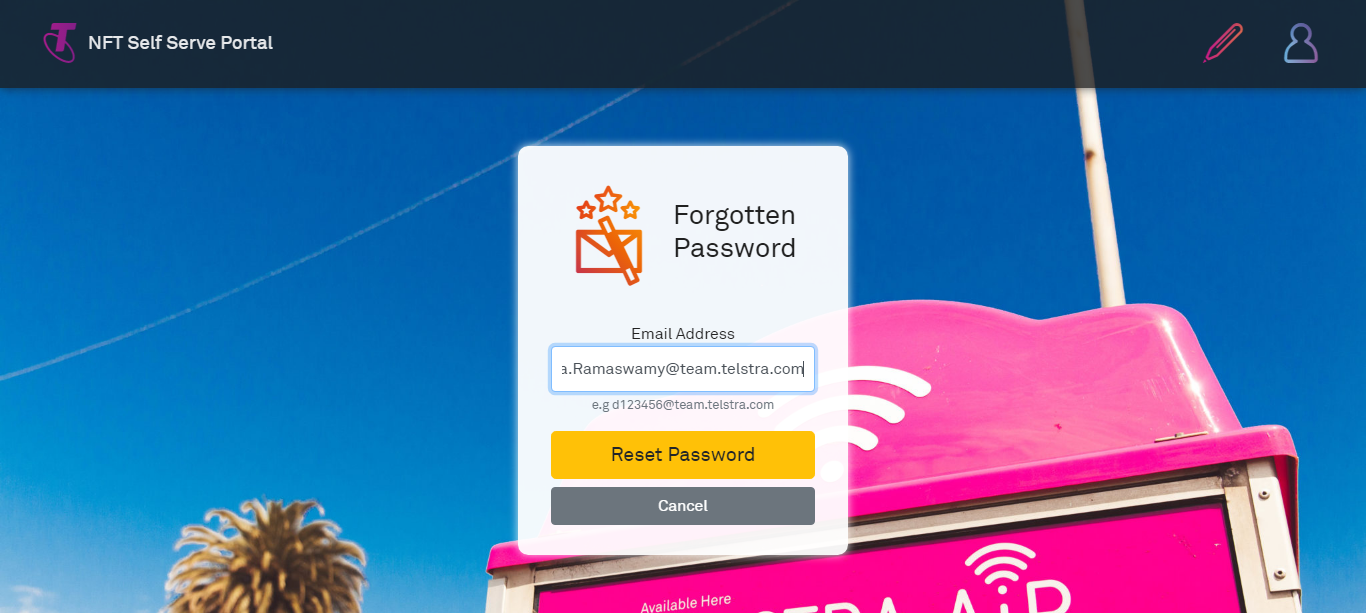 NFT Self Serve Portal
Forgotten
Password
Email Address
a.Ramaswamy@team.telstra.com
e.g d123456@team.telstra.com
Reset Password
Cancel
Available Here
STRA AiR